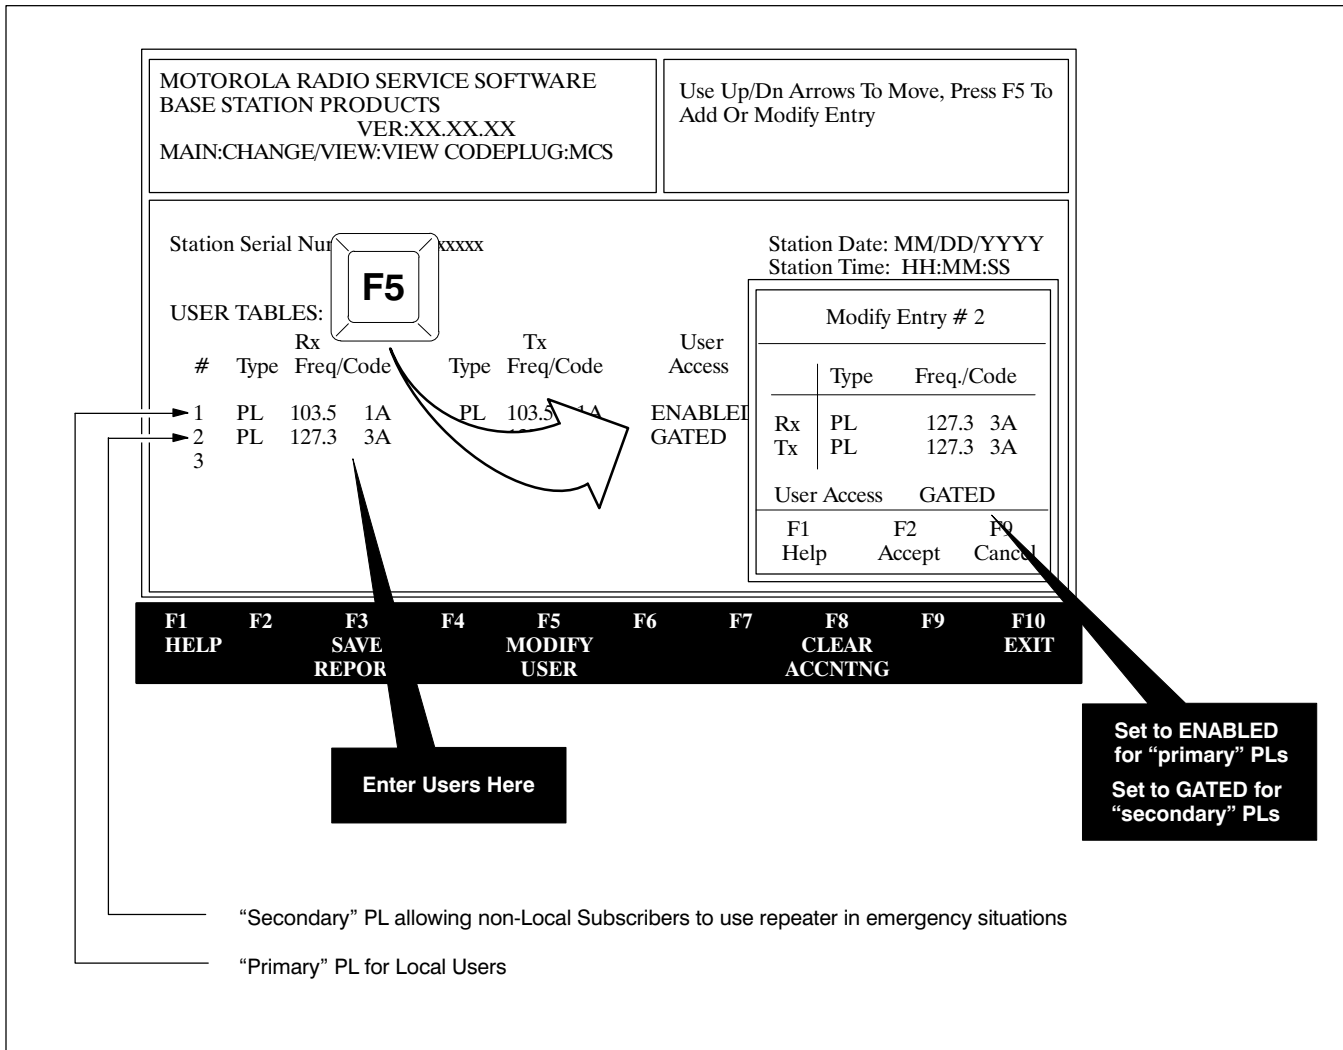 MOTOROLA RADIO SERVICE SOFTWARE
BASE STATION PRODUCTS
VER:XX.XX.XX
MAIN:CHANGE/VIEW:VIEW CODEPLUG:MCS
Use Up/Dn Arrows To Move, Press F5 To
Add Or Modify Entry
Station Serial Nu xxxxx
Station Date: MM/DD/YYYY
Station Time: HH:MM:SS
F5
USER TABLES:
Rx Tx User
# Type Freq/Code Type Freq/Code Access
1 PL 103.5 1A PL 103.5 1A ENABLED
2 PL 127.3 3A GATED
3
Modify Entry # 2
Type Freq./Code
Rx PL 127.3 3A
Tx PL 127.3 3A
User Access GATED
F1 F2 F9
Help Accept Cancel
F1 F2 F3 F4 F5 F6 F7 F8 F9 F10
HELP SAVE MODIFY CLEAR EXIT
REPORT USER ACCNTNG
Enter Users Here
Set to ENABLED
for “primary” PLs
Set to GATED for
“secondary” PLs
“Secondary” PL allowing non-Local Subscribers to use repeater in emergency situations
“Primary” PL for Local Users